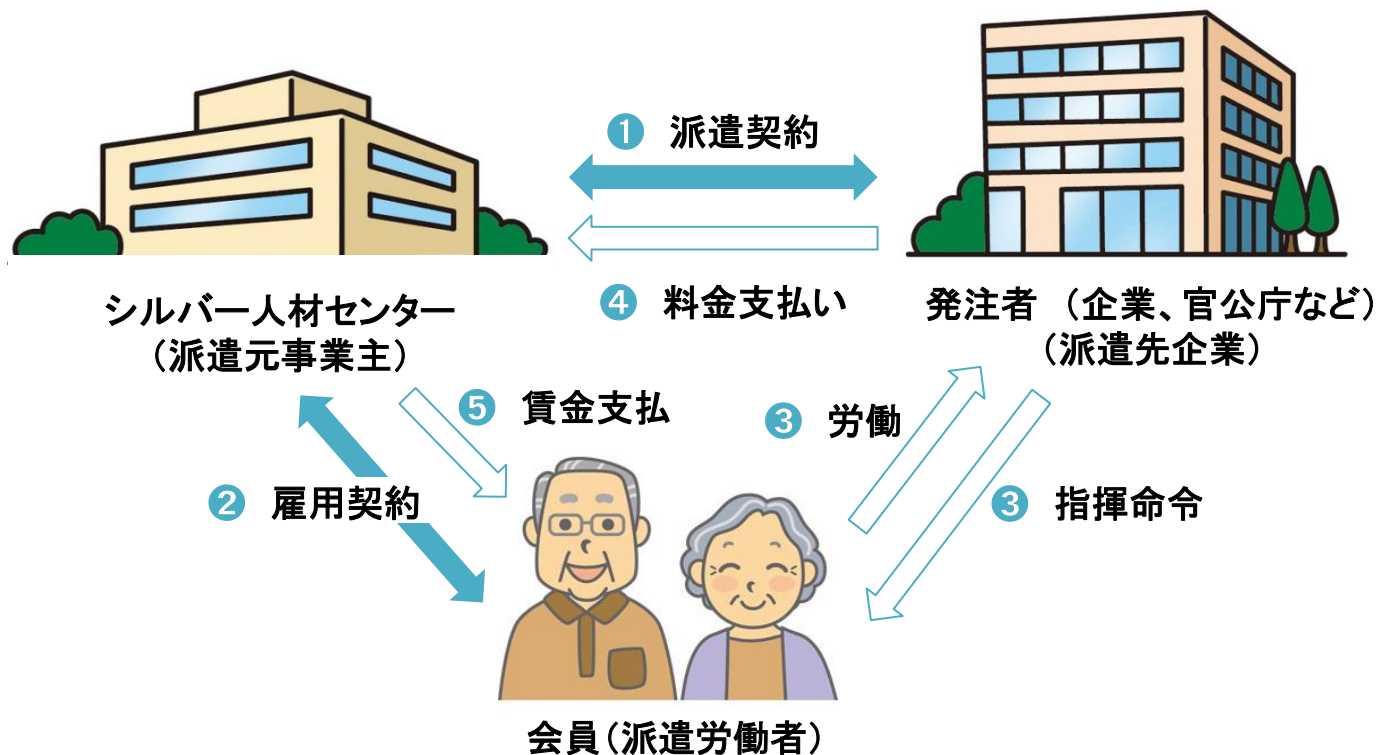 ❶ 派遣契約
❹ 料金支払い
シルバー人材センター
（派遣元事業主）
発注者 （企業、官公庁など）
（派遣先企業）
❺ 賃金支払
❸ 労働
❷ 雇用契約
❸ 指揮命令
会員（派遣労働者）